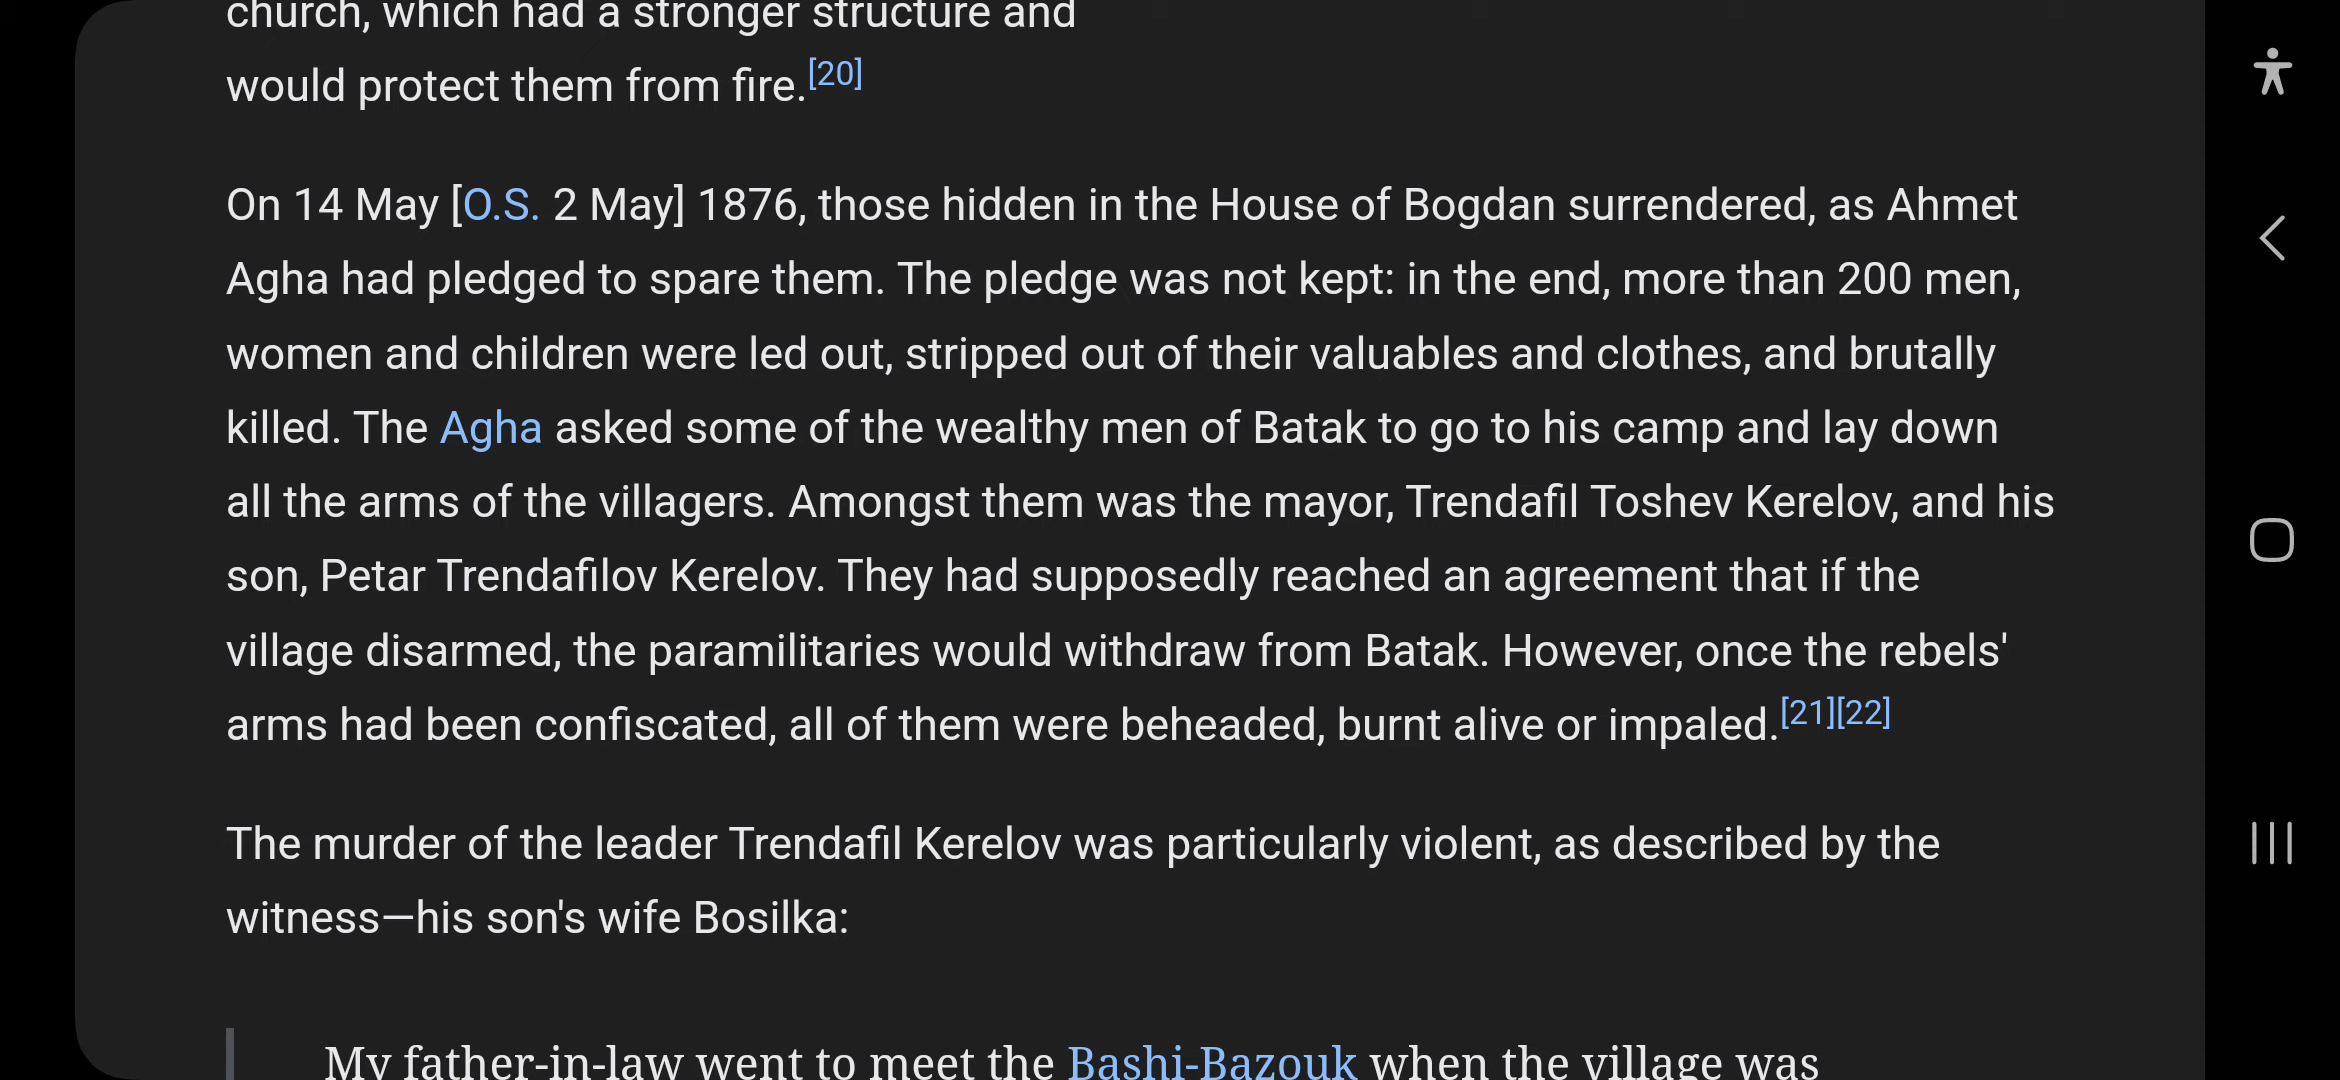 church, which had a stronger structure and
would protect them from fire.[20]
On 14 May [O.S. 2 May] 1876, those hidden in the House of Bogdan surrendered, as Ahmet
Agha had pledged to spare them. The pledge was not kept: in the end, more than 200 men,
women and children were led out, stripped out of their valuables and clothes, and brutally
killed. The Agha asked some of the wealthy men of Batak to go to his camp and lay down
all the arms of the villagers. Amongst them was the mayor, Trendafil Toshev Kerelov, and his
son, Petar Trendafilov Kerelov. They had supposedly reached an agreement that if the
village disarmed, the paramilitaries would withdraw from Batak. However, once the rebels'
arms had been confiscated, all of them were beheaded, burnt alive or impaled.[21][22]
The murder of the leader Trendafil Kerelov was particularly violent, as described by the
witness—his son's wife Bosilka:
My father-in-law went to meet the Bashi-Bazouk when the village was